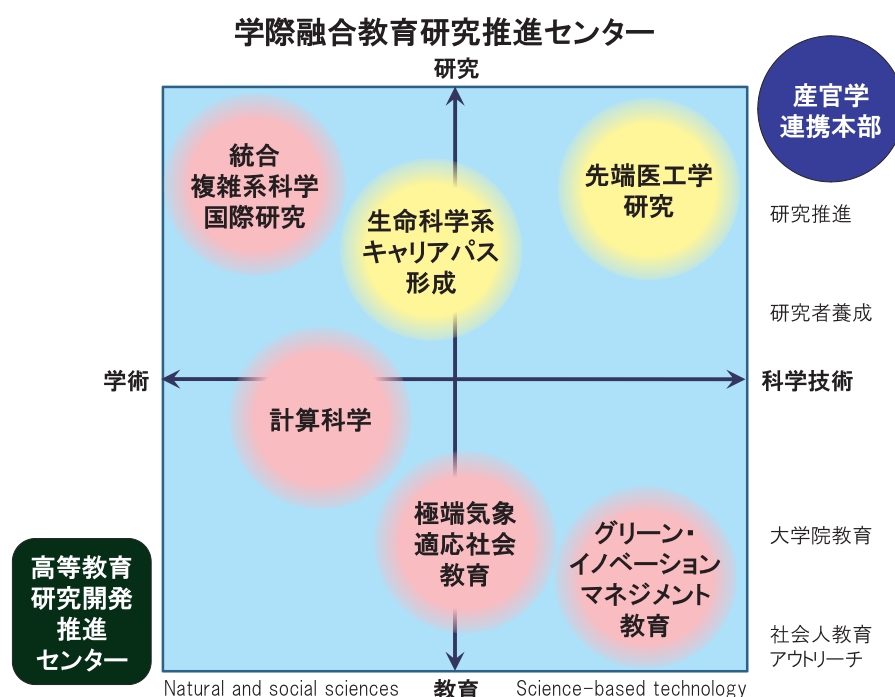 学際融合教育研究推進センター
研究
産官学
連携本部
統合
複雑系科学
国際研究
生命科学系
キャリアパス
形成
先端医工学
研究
研究推進
研究者養成
学術
科学技術
計算科学
極端気象
適応社会
教育
グリーン・
イノベーション
マネジメント
教育
大学院教育
高等教育
研究開発
推進
センター
社会人教育
アウトリーチ
Natural and social sciences
教育
Science-based technology